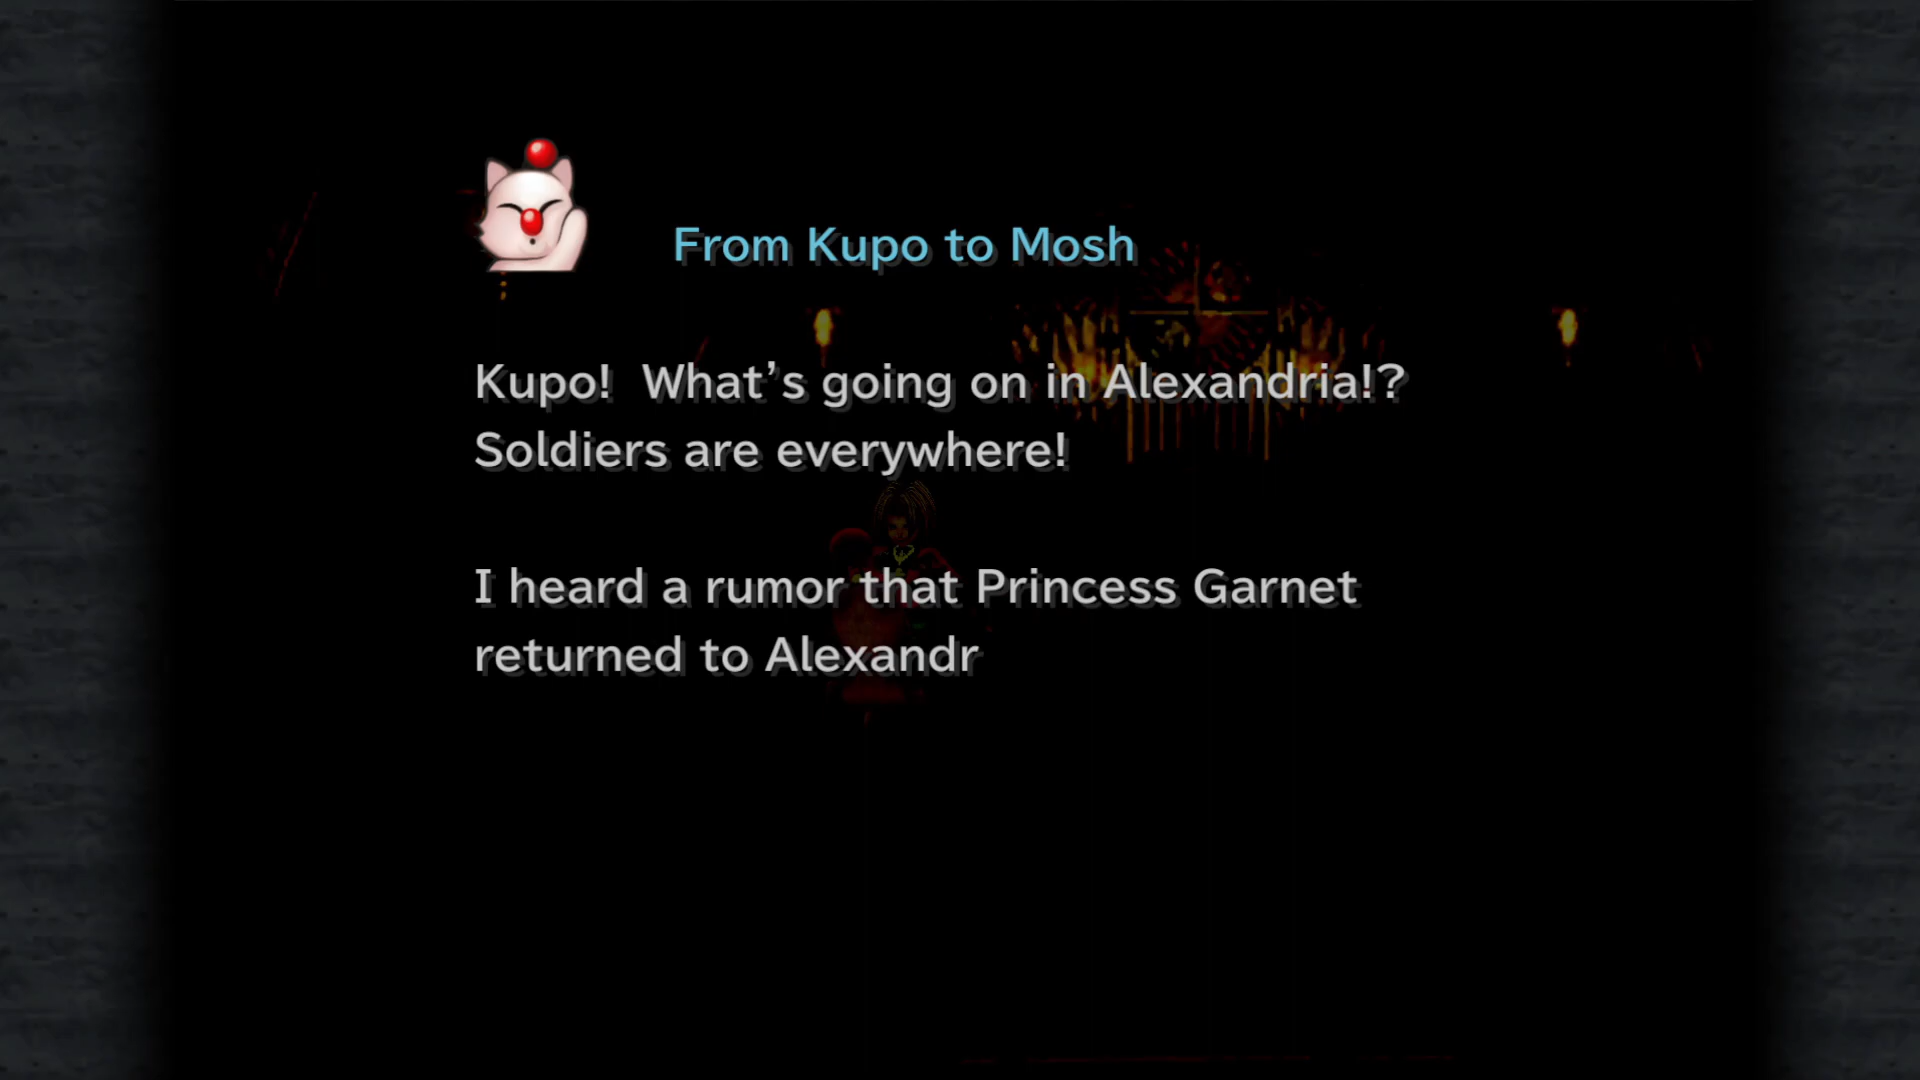 From Kupo to Mosh
Kupo!  What’s going on in Alexandria!?
Soldiers are everywhere!
I heard a rumor that Princess Garnet
returned to Alexandr